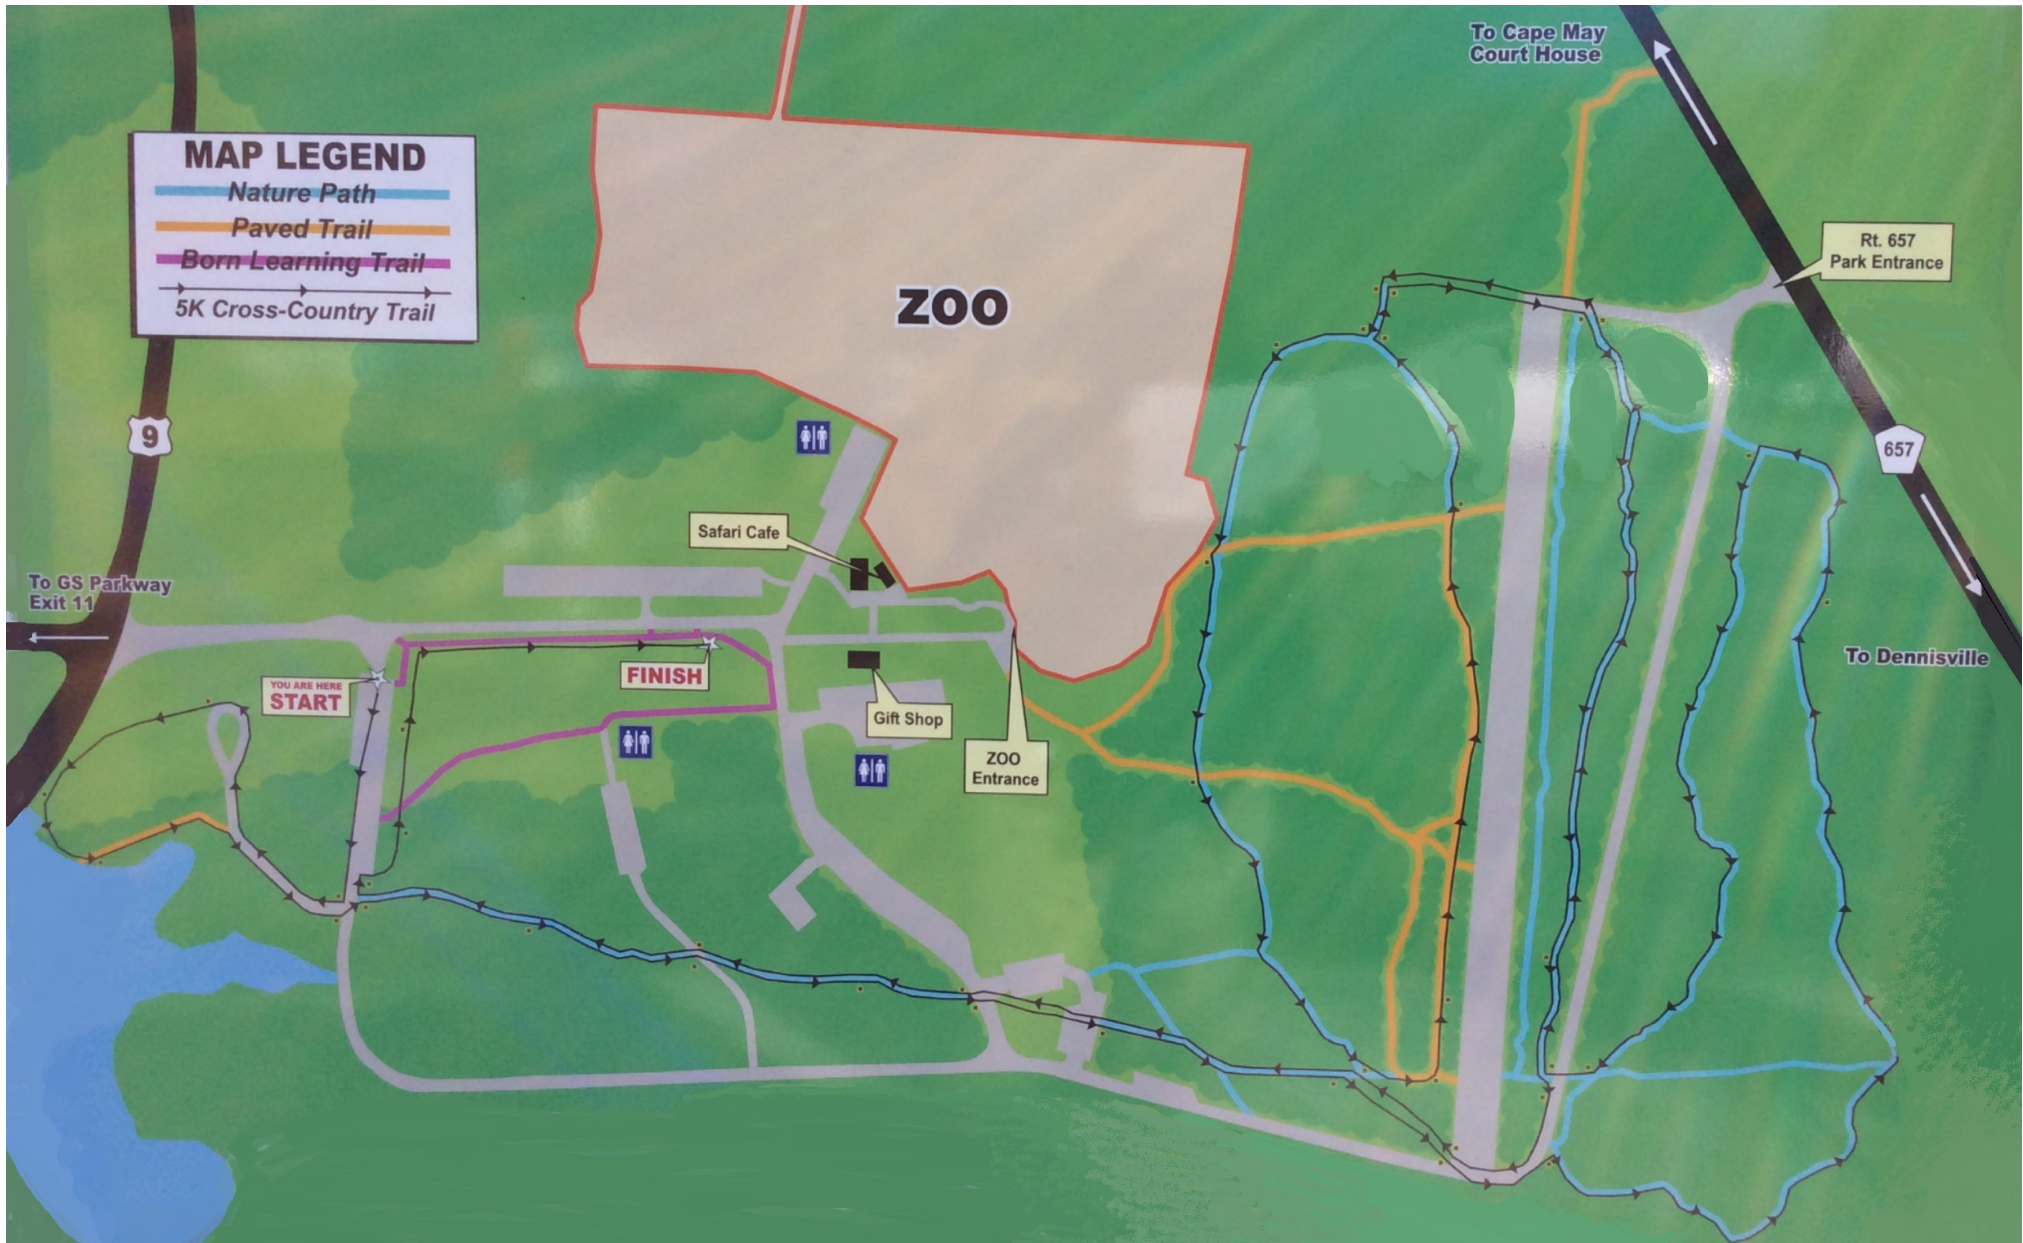 To Cape May
Court House
MAP LEGEND
Nature Path
Paved Trail
Born Learning Trail
5K Cross-Country Trail
Rt. 657
Park Entrance
ZOO
9
657
Safari Cafe
To GS Parkway
Exit 11
FINISH
YOU ARE HERE
START
To Dennisville
Gift Shop
ZOO
Entrance